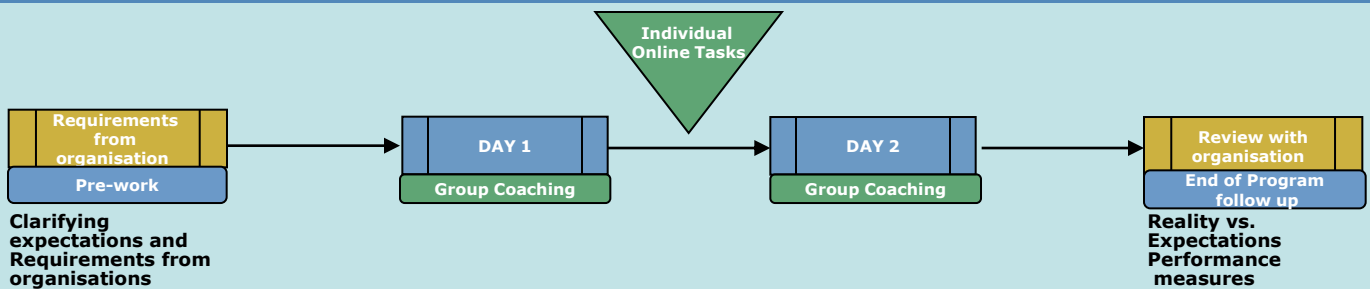 Individual
Online Tasks
Requirements
from
organisation
Pre-work
Clarifying
expectations and
Requirements from
organisations
DAY 1
Group Coaching
DAY 2
Group Coaching
Review with
organisation
End of Program
follow up
Reality vs.
Expectations
Performance
measures